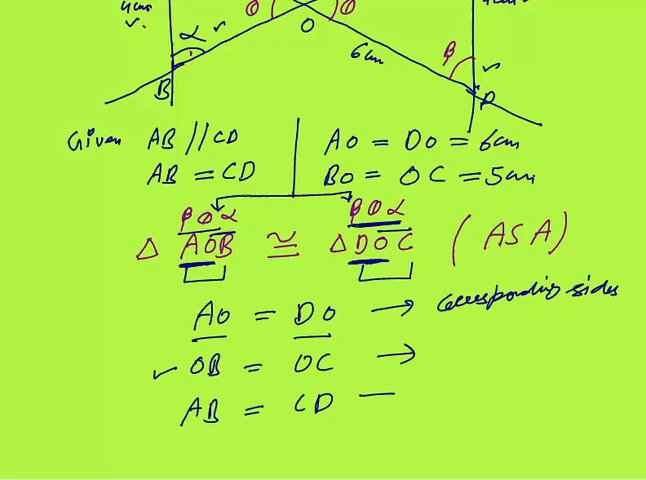 4cm
r.
α r
θ
θ
O
6cm
β
r
B
D
Given AB // CD
AB = CD
AO = DO = 6cm
BO = OC = 5cm
β θ α
β θ α
Δ AOB ≅ Δ DOC (ASA)
AO = DO → corresponding sides
✓ OB = OC →
AB = CD —